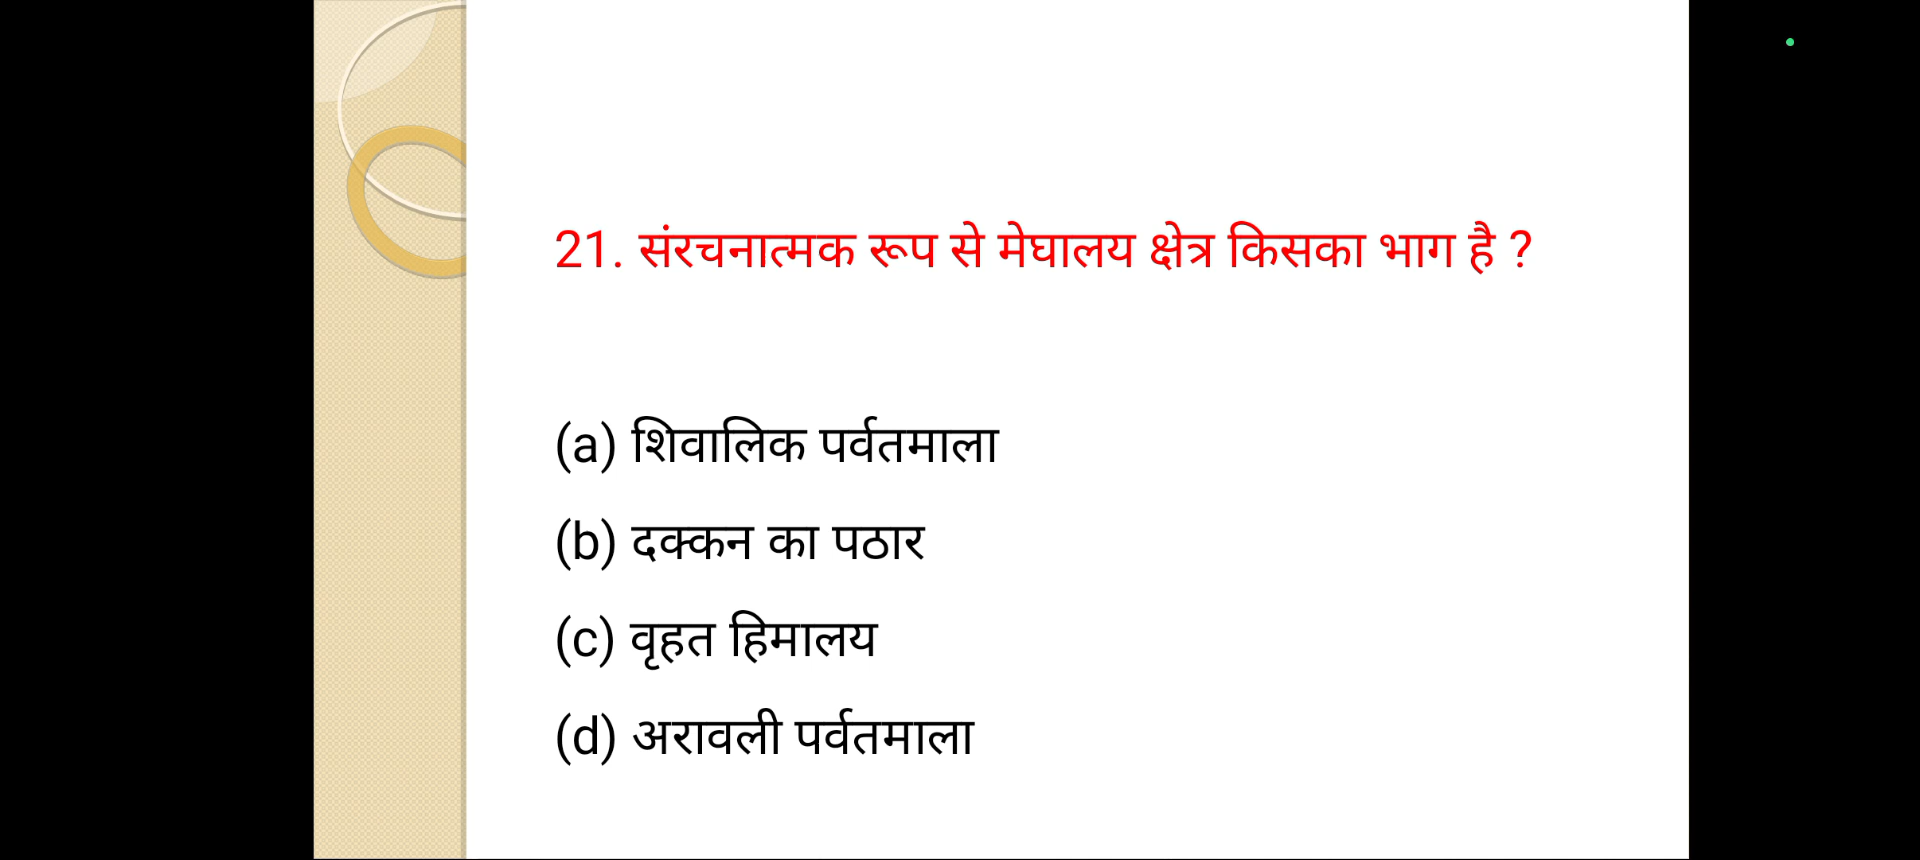 21. संरचनात्मक रूप से मेघालय क्षेत्र किसका भाग है ?
(a) शिवालिक पर्वतमाला
(b) दक्कन का पठार
(c) वृहत हिमालय
(d) अरावली पर्वतमाला